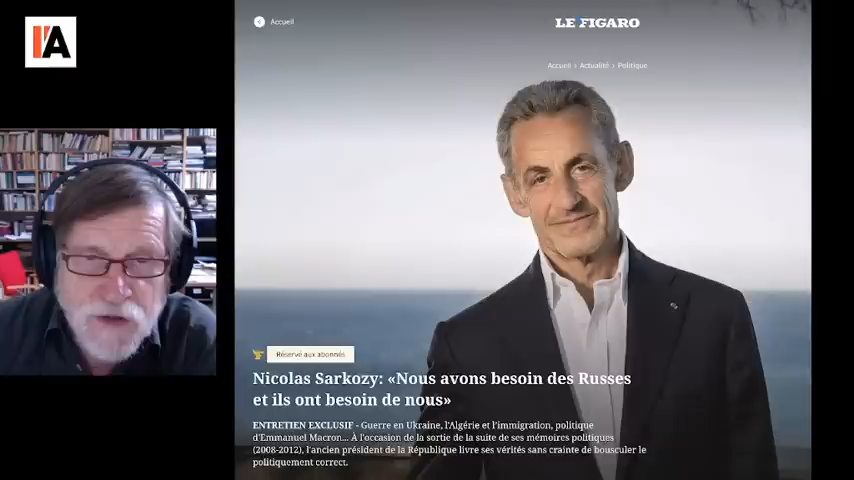 I'A
Accueil
LE FIGARO
Accueil › Actualité › Politique
Réservé aux abonnés
Nicolas Sarkozy: «Nous avons besoin des Russes
et ils ont besoin de nous»
ENTRETIEN EXCLUSIF - Guerre en Ukraine, l'Algérie et l'immigration, politique
d'Emmanuel Macron... À l'occasion de la sortie de la suite de ses mémoires politiques
(2008-2012), l'ancien président de la République livre ses vérités sans crainte de bousculer le
politiquement correct.